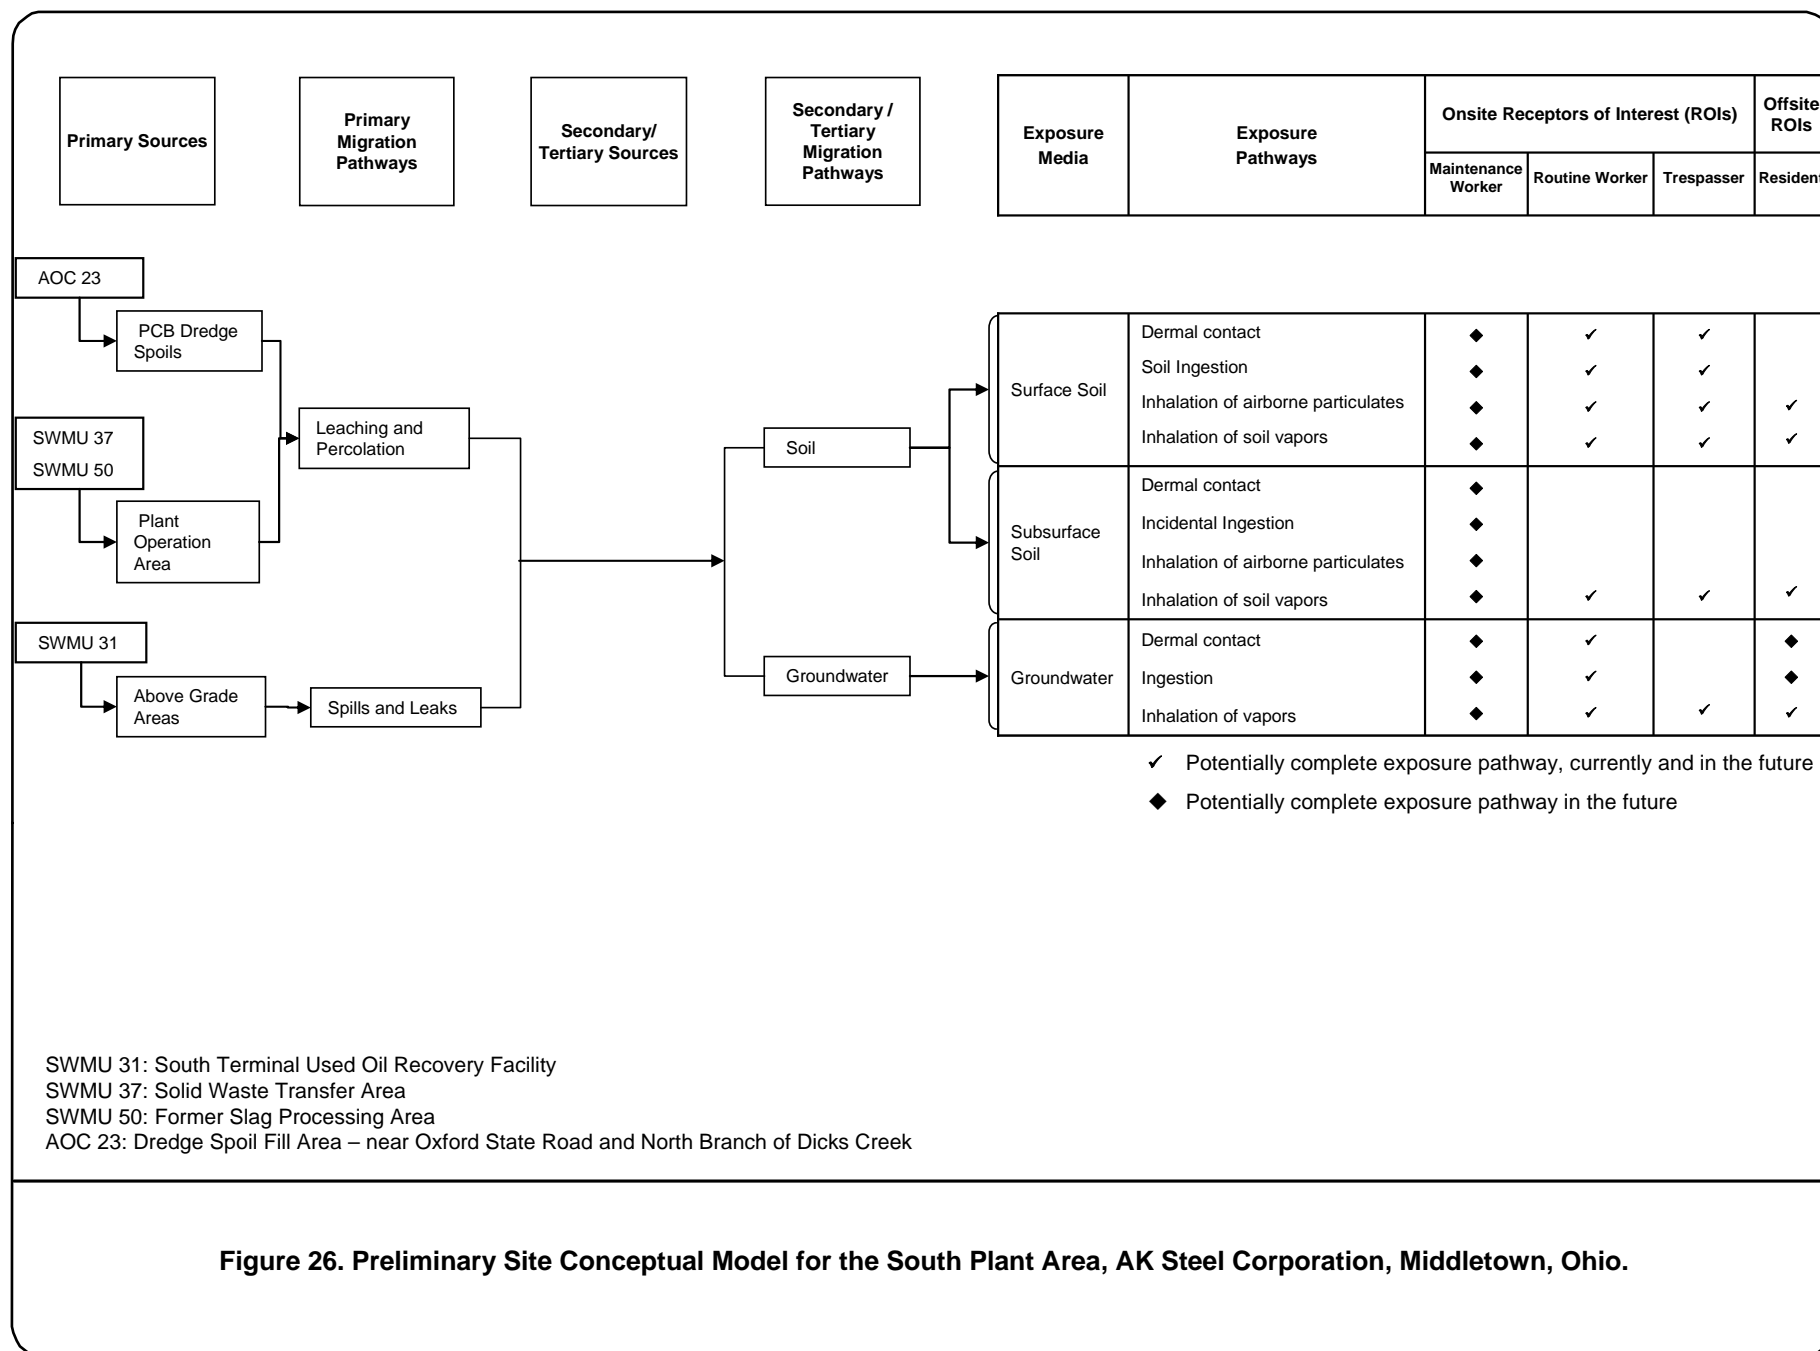 Primary Sources
Primary
Migration
Pathways
Secondary/
Tertiary Sources
Secondary /
Tertiary
Migration
Pathways
Exposure
Media
Exposure
Pathways
Onsite Receptors of Interest (ROIs)
Offsite
ROIs
Maintenance
Worker
Routine Worker
Trespasser
Resident
AOC 23
PCB Dredge
Spoils
SWMU 37
SWMU 50
Plant
Operation
Area
SWMU 31
Above Grade
Areas
Leaching and
Percolation
Spills and Leaks
Soil
Groundwater
Surface Soil
Dermal contact ◆ ✓ ✓
Soil Ingestion ◆ ✓ ✓
Inhalation of airborne particulates ◆ ✓ ✓ ✓
Inhalation of soil vapors ◆ ✓ ✓ ✓
Subsurface
Soil
Dermal contact ◆
Incidental Ingestion ◆
Inhalation of airborne particulates ◆
Inhalation of soil vapors ◆ ✓ ✓ ✓
Groundwater
Dermal contact ◆ ✓ ◆
Ingestion ◆ ✓ ◆
Inhalation of vapors ◆ ✓ ✓ ✓
✓ Potentially complete exposure pathway, currently and in the future
◆ Potentially complete exposure pathway in the future
SWMU 31: South Terminal Used Oil Recovery Facility
SWMU 37: Solid Waste Transfer Area
SWMU 50: Former Slag Processing Area
AOC 23: Dredge Spoil Fill Area – near Oxford State Road and North Branch of Dicks Creek
Figure 26. Preliminary Site Conceptual Model for the South Plant Area, AK Steel Corporation, Middletown, Ohio.